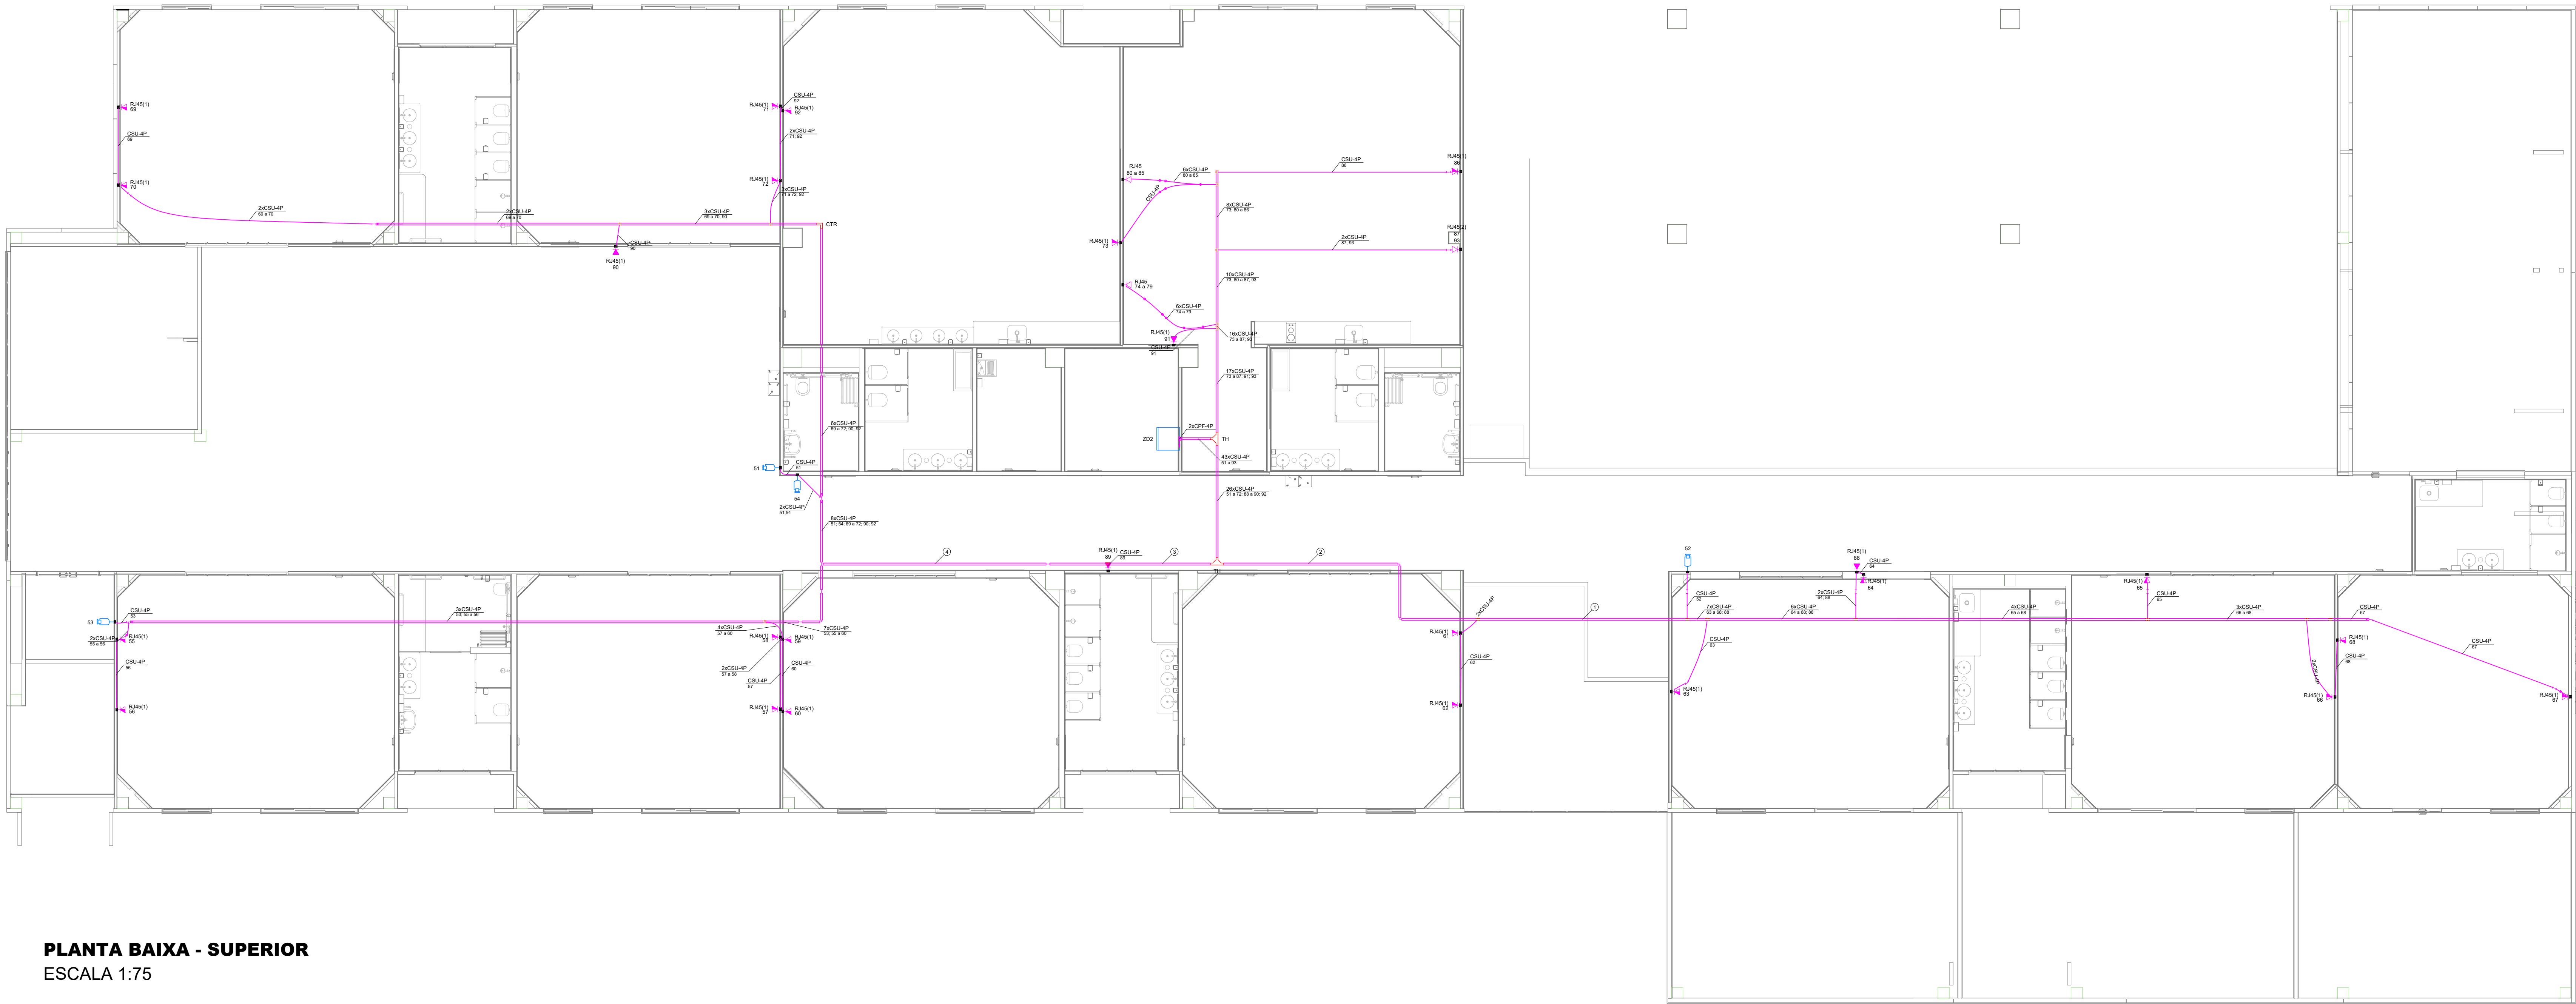 CSU-4P
92
RJ45(1)
69
RJ45(1)
71
RJ45(1)
92
CSU-4P
69
2xCSU-4P
71; 92
RJ45(1)
86
CSU-4P
86
RJ45
80 a 85
6xCSU-4P
80 a 85
RJ45(1)
70
RJ45(1)
72
3xCSU-4P
71 a 72; 92
CSU-4P
2xCSU-4P
69 a 70
2xCSU-4P
69 a 70
3xCSU-4P
69 a 70; 90
8xCSU-4P
73; 80 a 86
CTR
RJ45(2)
87
93
CSU-4P
90
RJ45(1)
73
2xCSU-4P
87; 93
RJ45(1)
90
10xCSU-4P
73; 80 a 87; 93
RJ45
74 a 79
6xCSU-4P
74 a 79
RJ45(1)
91
16xCSU-4P
73 a 87; 93
CSU-4P
91
17xCSU-4P
73 a 87; 91; 93
6xCSU-4P
69 a 72; 90; 92
2xCPF-4P
ZD2
TH
43xCSU-4P
51 a 93
51
CSU-4P
51
54
26xCSU-4P
51 a 72; 88 a 90; 92
2xCSU-4P
51;54
8xCSU-4P
51; 54; 69 a 72; 90; 92
4
RJ45(1)
89
CSU-4P
89
3
2
TH
52
RJ45(1)
88
CSU-4P
64
RJ45(1)
64
RJ45(1)
65
CSU-4P
52
2xCSU-4P
64; 88
CSU-4P
65
53
CSU-4P
53
3xCSU-4P
53; 55 a 56
2xCSU-4P
1
7xCSU-4P
63 a 68; 88
6xCSU-4P
64 a 68; 88
4xCSU-4P
65 a 68
3xCSU-4P
66 a 68
CSU-4P
67
2xCSU-4P
55 a 56
RJ45(1)
55
4xCSU-4P
57 a 60
7xCSU-4P
53; 55 a 60
RJ45(1)
58
RJ45(1)
59
RJ45(1)
61
CSU-4P
63
RJ45(1)
68
CSU-4P
67
CSU-4P
56
2xCSU-4P
57 a 58
CSU-4P
60
CSU-4P
62
2xCSU-4P
CSU-4P
68
CSU-4P
57
RJ45(1)
63
RJ45(1)
66
RJ45(1)
67
RJ45(1)
56
RJ45(1)
57
RJ45(1)
60
RJ45(1)
62
PLANTA BAIXA - SUPERIOR
ESCALA 1:75